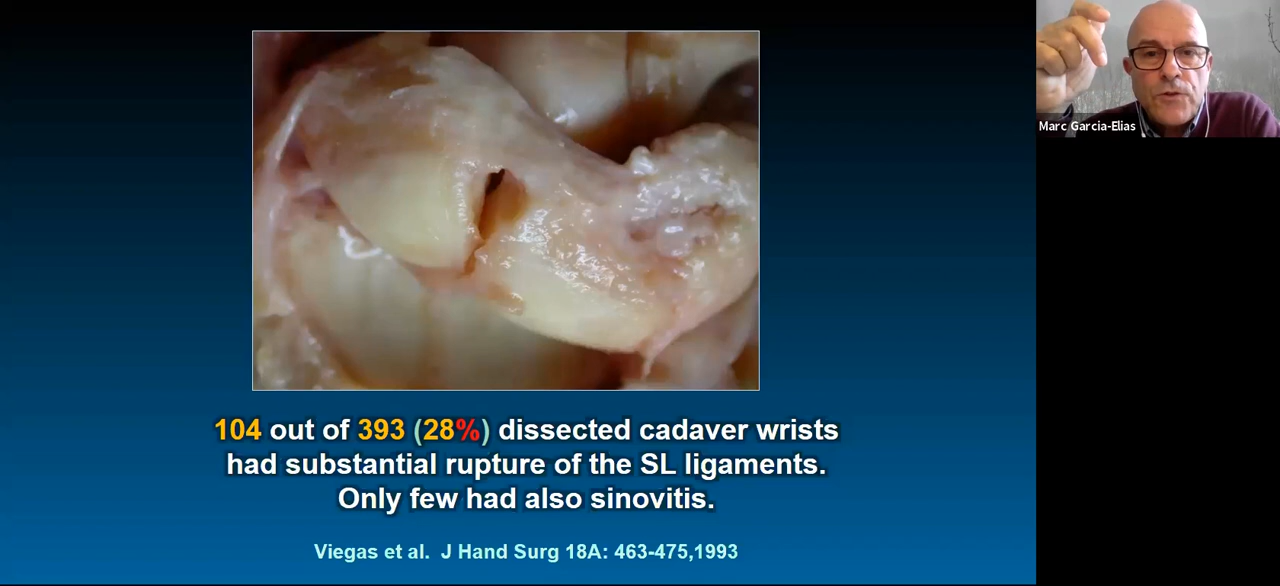 Marc Garcia-Elias
104 out of 393 (28%) dissected cadaver wrists
had substantial rupture of the SL ligaments.
Only few had also sinovitis.
Viegas et al.  J Hand Surg 18A: 463-475,1993